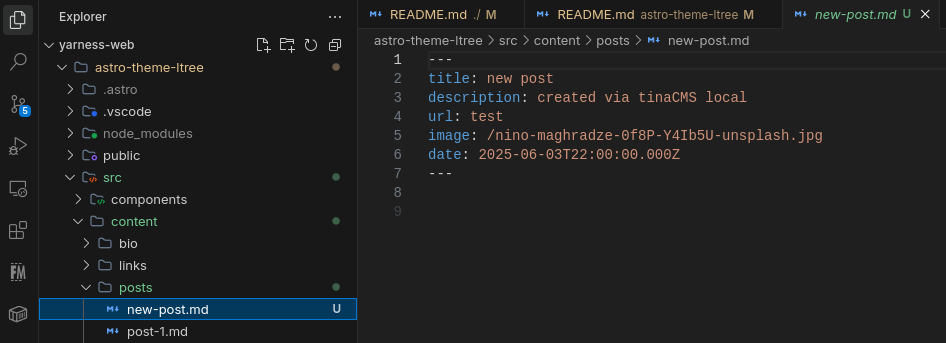 Explorer
yarness-web
astro-theme-ltree
.astro
.vscode
node_modules
public
src
components
content
bio
links
posts
new-post.md U
post-1.md
5
FM
README.md ./ M
README.md astro-theme-ltree M
new-post.md U
astro-theme-ltree > src > content > posts > new-post.md
1 ---
2 title: new post
3 description: created via tinaCMS local
4 url: test
5 image: /nino-maghradze-0f8P-Y4Ib5U-unsplash.jpg
6 date: 2025-06-03T22:00:00.000Z
7 ---
8
9